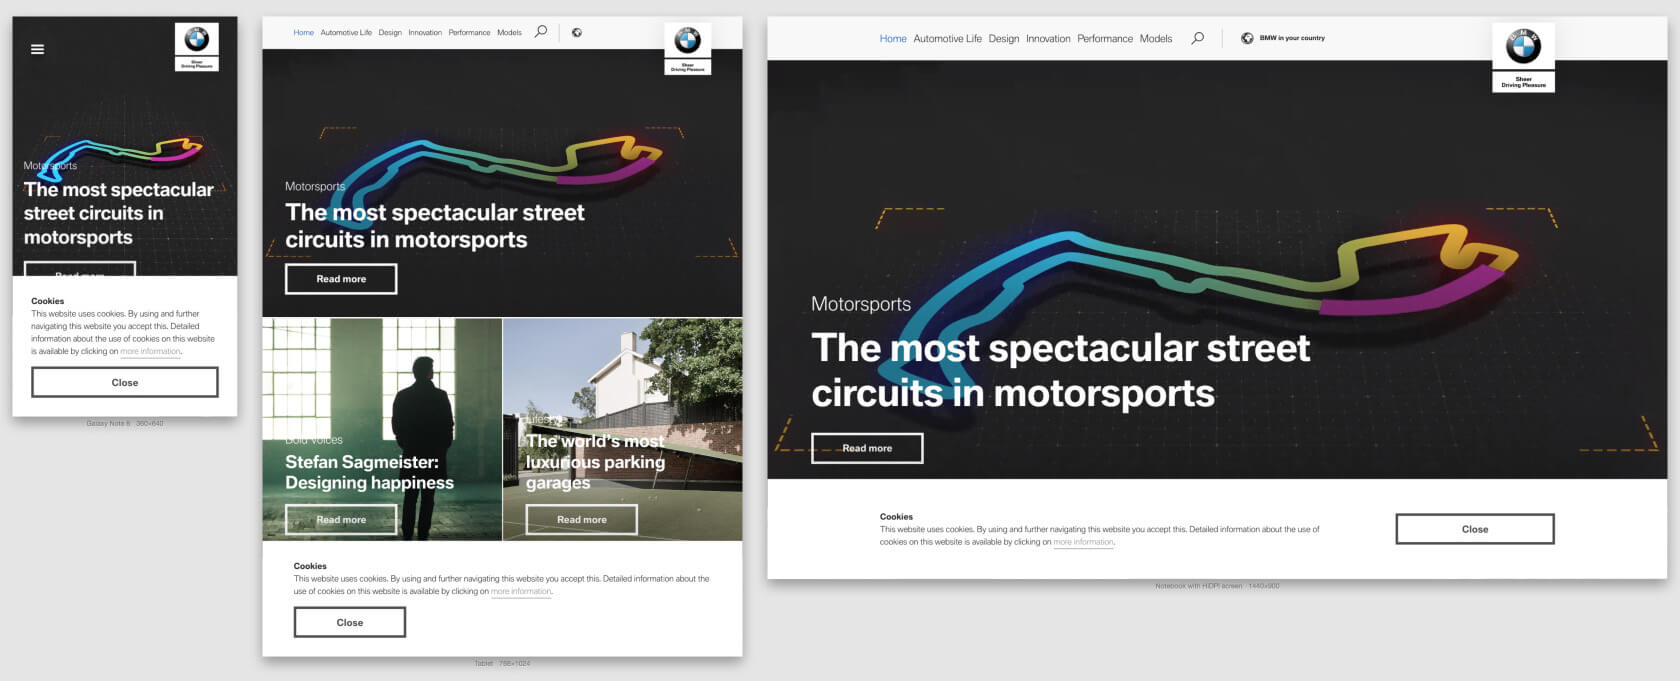 BMW
Sheer
Driving Pleasure
Motorsports
The most spectacular
street circuits in
motorsports
Read more
Cookies
This website uses cookies. By using and further
navigating this website you accept this. Detailed
information about the use of cookies on this website
is available by clicking on more information.
Close
Galaxy Note 8 360×640
Home Automotive Life Design Innovation Performance Models
BMW
Sheer
Driving Pleasure
Motorsports
The most spectacular street
circuits in motorsports
Read more
Bold Voices
Stefan Sagmeister:
Designing happiness
Read more
Lifestyle
The world's most
luxurious parking
garages
Read more
Cookies
This website uses cookies. By using and further navigating this website you accept this. Detailed information about the
use of cookies on this website is available by clicking on more information.
Close
Tablet 768×1024
Home Automotive Life Design Innovation Performance Models BMW in your country
BMW
Sheer
Driving Pleasure
Motorsports
The most spectacular street
circuits in motorsports
Read more
Cookies
This website uses cookies. By using and further navigating this website you accept this. Detailed information about the use of
cookies on this website is available by clicking on more information.
Close
Notebook with HiDPI screen 1440×900